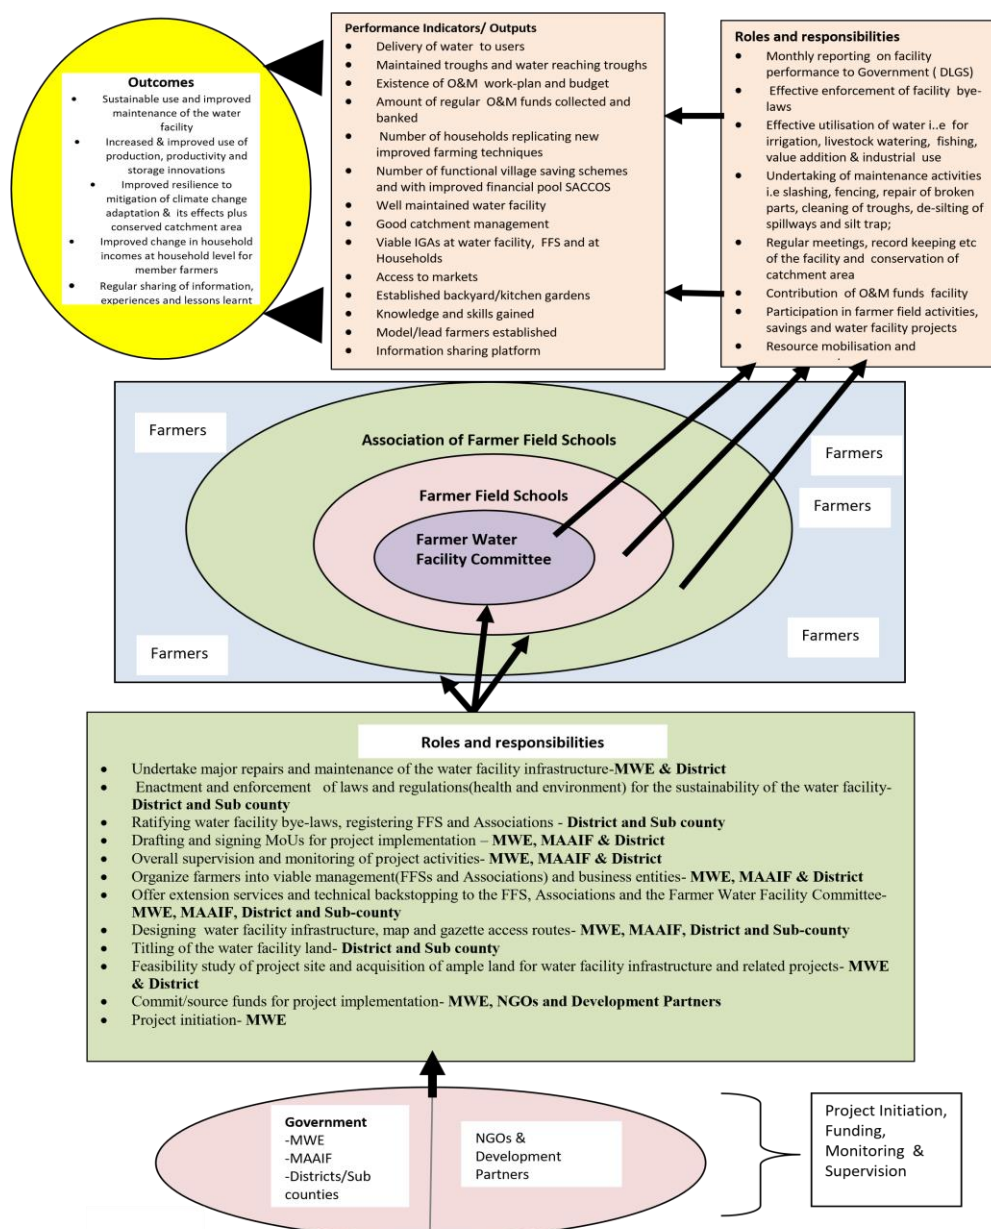 Outcomes
• Sustainable use and improved
maintenance of the water
facility
• Increased & improved use of
production, productivity and
storage innovations
• Improved resilience to
mitigation of climate change
adaptation & its effects plus
conserved catchment area
• Improved change in household
incomes at household level for
member farmers
• Regular sharing of information,
experiences and lessons learnt
Performance Indicators/ Outputs
• Delivery of water to users
• Maintained troughs and water reaching troughs
• Existence of O&M work-plan and budget
• Amount of regular O&M funds collected and
banked
• Number of households replicating new
improved farming techniques
• Number of functional village saving schemes
and with improved financial pool SACCOS
• Well maintained water facility
• Good catchment management
• Viable IGAs at water facility, FFS and at
Households
• Access to markets
• Established backyard/kitchen gardens
• Knowledge and skills gained
• Model/lead farmers established
• Information sharing platform
Roles and responsibilities
• Monthly reporting on facility
performance to Government ( DLGS)
• Effective enforcement of facility bye-
laws
• Effective utilisation of water i..e for
irrigation, livestock watering, fishing,
value addition & industrial use
• Undertaking of maintenance activities
i.e slashing, fencing, repair of broken
parts, cleaning of troughs, de-silting of
spillways and silt trap;
• Regular meetings, record keeping etc
of the facility and conservation of
catchment area
• Contribution of O&M funds facility
• Participation in farmer field activities,
savings and water facility projects
• Resource mobilisation and
Farmers
Association of Farmer Field Schools
Farmers
Farmer Field Schools
Farmers
Farmer Water
Facility Committee
Farmers
Farmers
Roles and responsibilities
• Undertake major repairs and maintenance of the water facility infrastructure-MWE & District
• Enactment and enforcement of laws and regulations(health and environment) for the sustainability of the water facility-
District and Sub county
• Ratifying water facility bye-laws, registering FFS and Associations - District and Sub county
• Drafting and signing MoUs for project implementation – MWE, MAAIF & District
• Overall supervision and monitoring of project activities- MWE, MAAIF & District
• Organize farmers into viable management(FFSs and Associations) and business entities- MWE, MAAIF & District
• Offer extension services and technical backstopping to the FFS, Associations and the Farmer Water Facility Committee-
MWE, MAAIF, District and Sub-county
• Designing water facility infrastructure, map and gazette access routes- MWE, MAAIF, District and Sub-county
• Titling of the water facility land- District and Sub county
• Feasibility study of project site and acquisition of ample land for water facility infrastructure and related projects- MWE
& District
• Commit/source funds for project implementation- MWE, NGOs and Development Partners
• Project initiation- MWE
Government
-MWE
-MAAIF
-Districts/Sub
counties
NGOs &
Development
Partners
Project Initiation,
Funding,
Monitoring &
Supervision